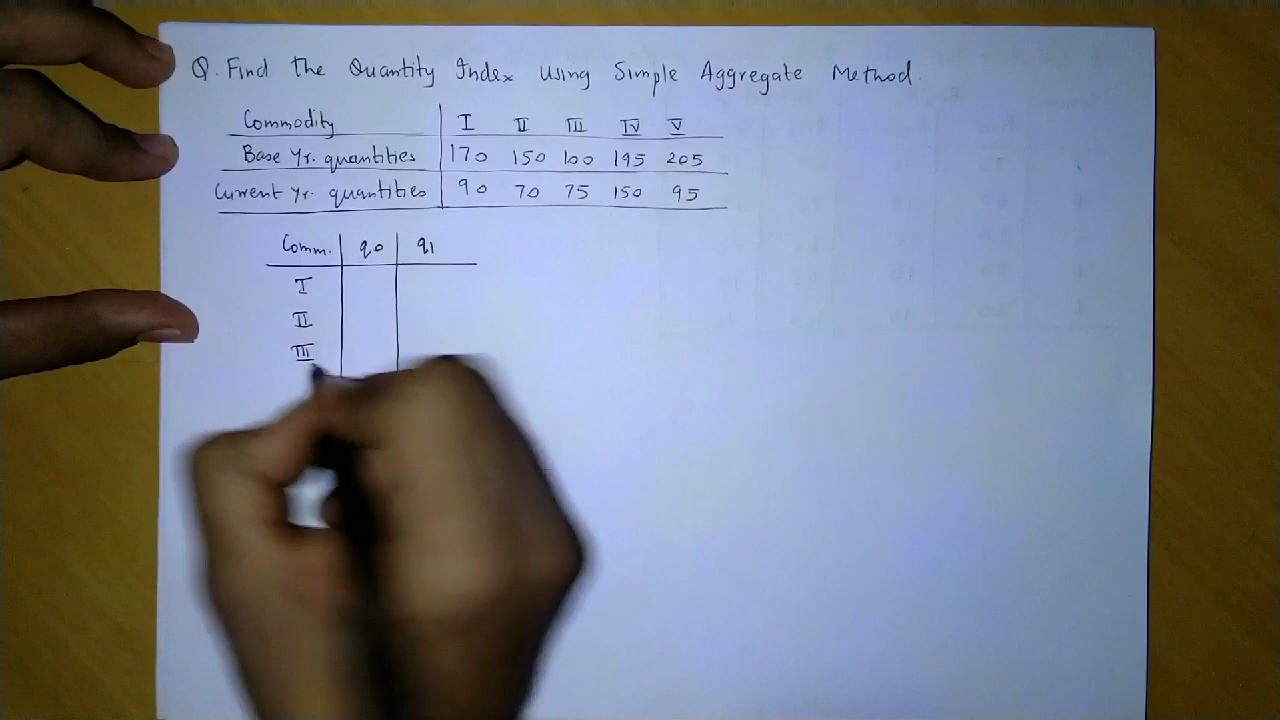 Q. Find the Quantity Index using Simple Aggregate Method.
Commodity I II III IV V
Base Yr. quantities 170 150 100 195 205
Current Yr. quantities 90 70 75 150 95
Comm. q0 q1
I
II
III